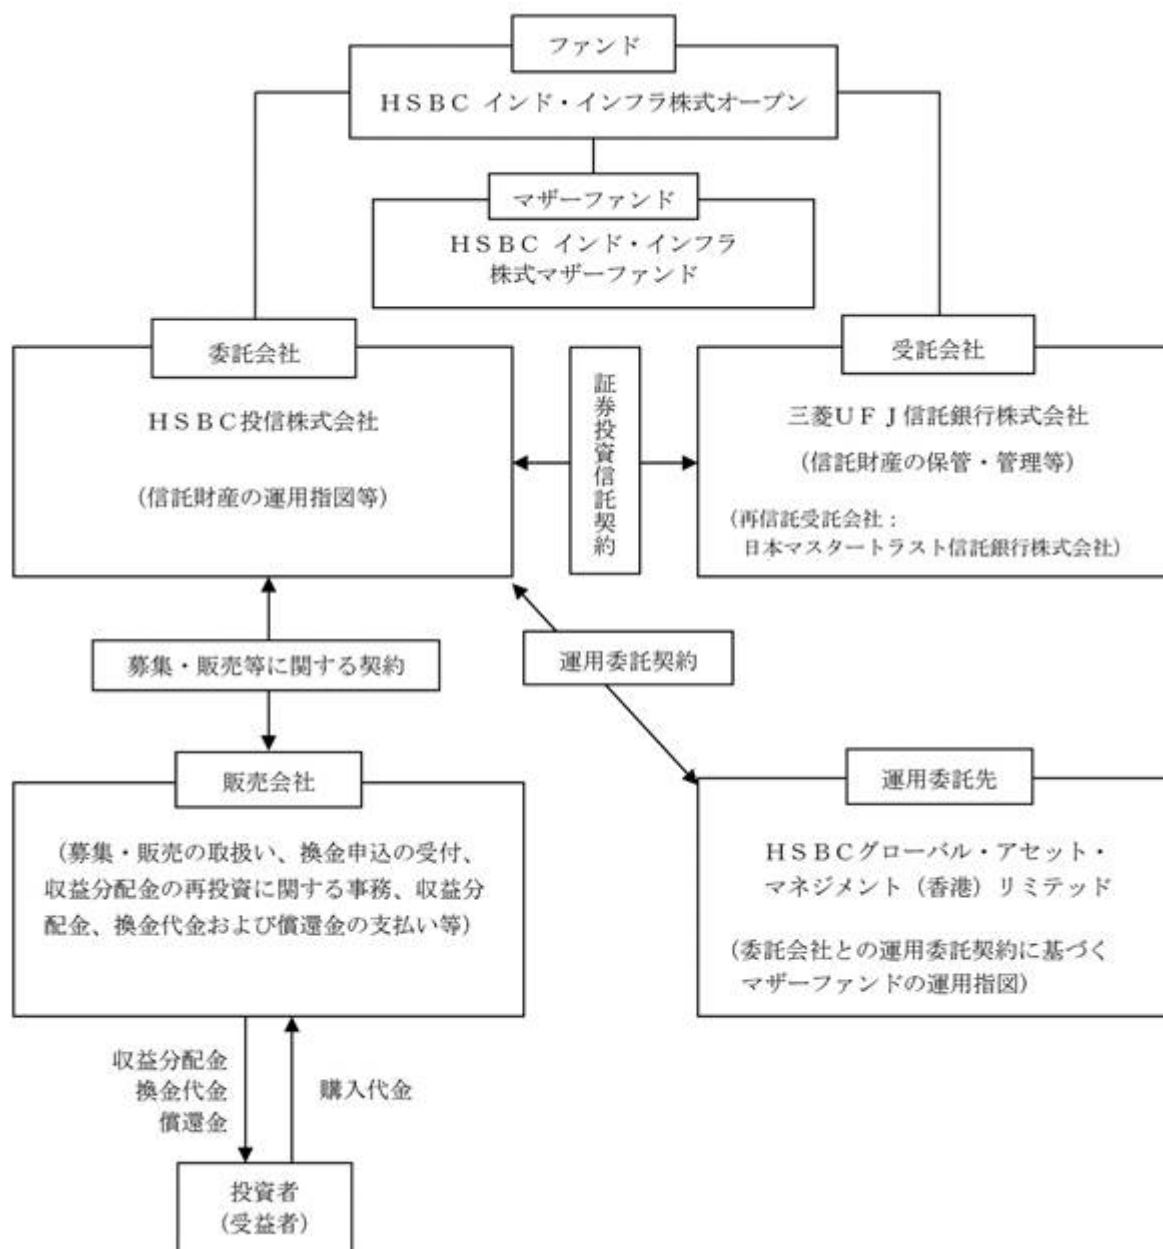 ファンド
ＨＳＢＣ インド・インフラ株式オープン
マザーファンド
ＨＳＢＣ インド・インフラ
株式マザーファンド
委託会社
ＨＳＢＣ投信株式会社
（信託財産の運用指図等）
証券投資信託契約
受託会社
三菱ＵＦＪ信託銀行株式会社
（信託財産の保管・管理等）
（再信託受託会社：
日本マスタートラスト信託銀行株式会社）
募集・販売等に関する契約
運用委託契約
販売会社
（募集・販売の取扱い、換金申込の受付、
収益分配金の再投資に関する事務、収益分
配金、換金代金および償還金の支払い等）
運用委託先
ＨＳＢＣグローバル・アセット・
マネジメント（香港）リミテッド
（委託会社との運用委託契約に基づく
マザーファンドの運用指図）
収益分配金
換金代金
償還金
購入代金
投資者
（受益者）